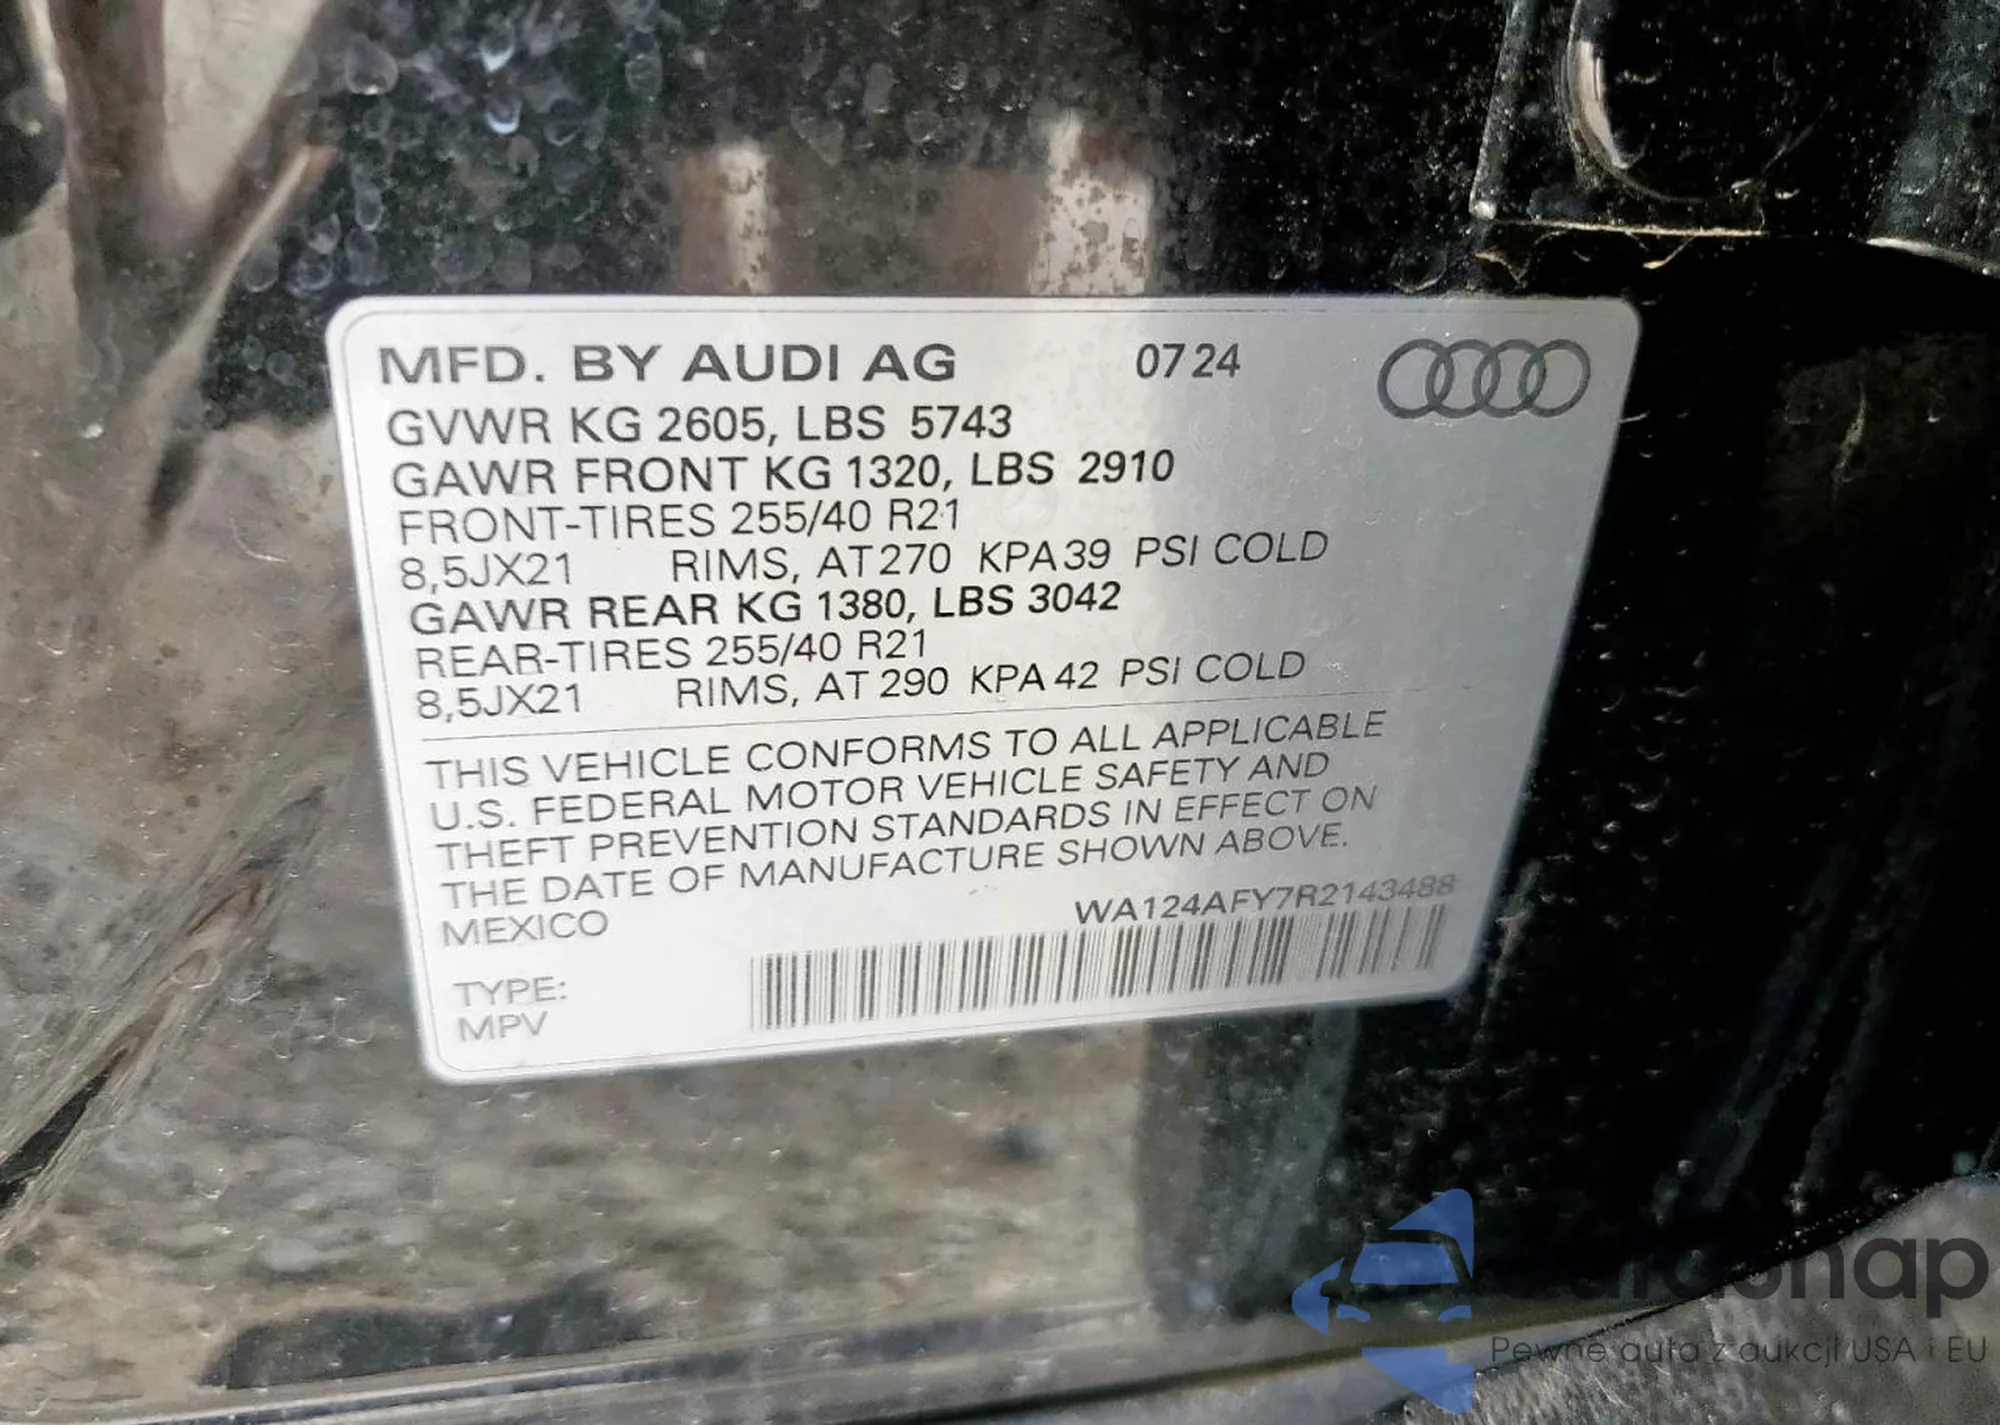 MFD. BY AUDI AG 07 24
GVWR KG 2605, LBS 5743
GAWR FRONT KG 1320, LBS 2910
FRONT-TIRES 255/40 R21
8,5JX21 RIMS, AT 270 KPA 39 PSI COLD
GAWR REAR KG 1380, LBS 3042
REAR-TIRES 255/40 R21
8,5JX21 RIMS, AT 290 KPA 42 PSI COLD
THIS VEHICLE CONFORMS TO ALL APPLICABLE
U.S. FEDERAL MOTOR VEHICLE SAFETY AND
THEFT PREVENTION STANDARDS IN EFFECT ON
THE DATE OF MANUFACTURE SHOWN ABOVE.
MEXICO WA124AFY7R2143488
TYPE:
MPV
Pewne auta z aukcji USA i EU